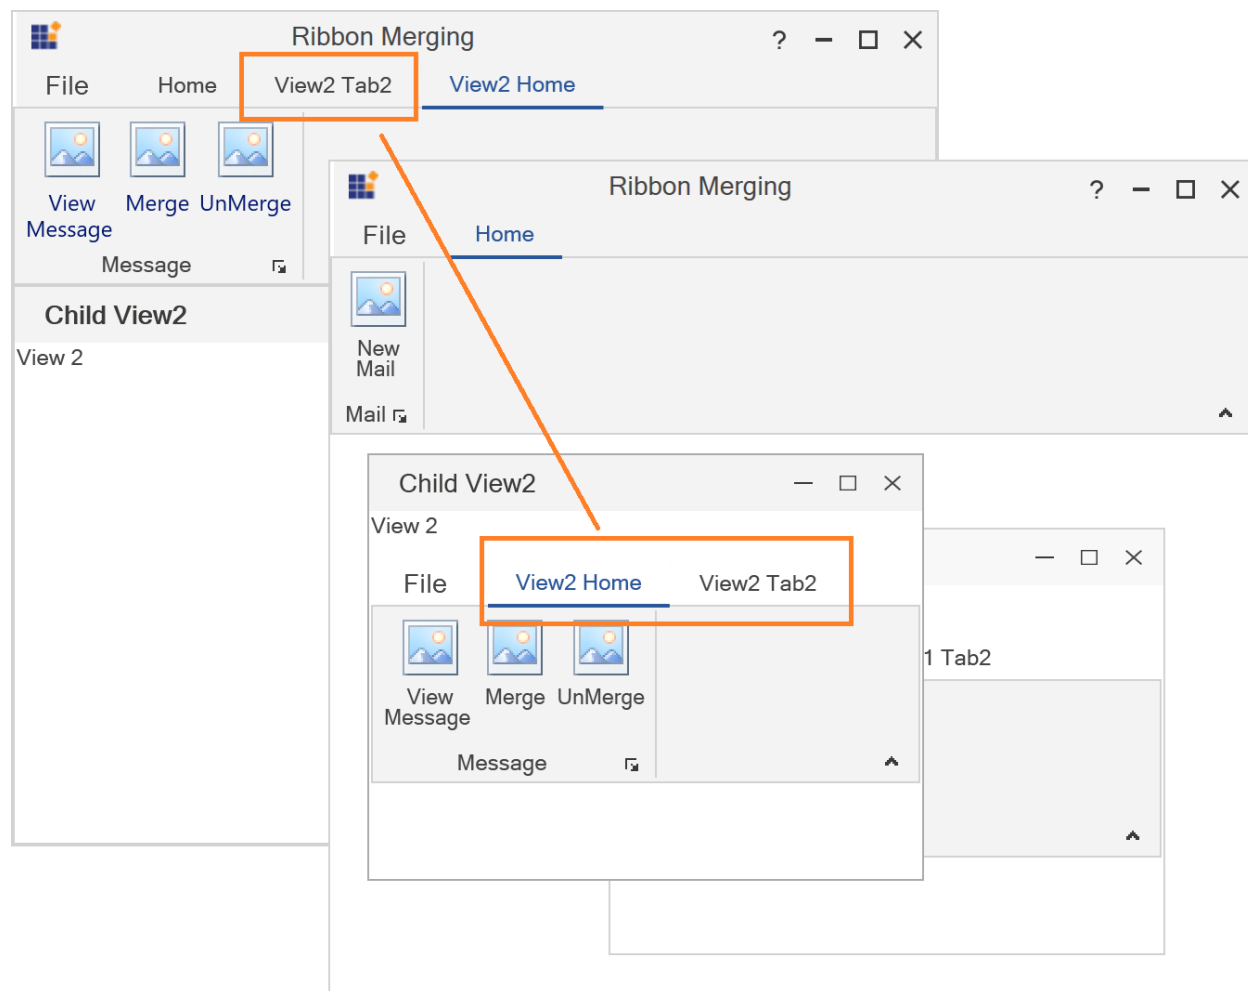 Ribbon Merging
?
File Home View2 Tab2 View2 Home
View Message Merge UnMerge
Message
Child View2
View 2
Ribbon Merging
?
File Home
New
Mail
Mail
Child View2
View 2
File View2 Home View2 Tab2
View Message Merge UnMerge
Message
1 Tab2